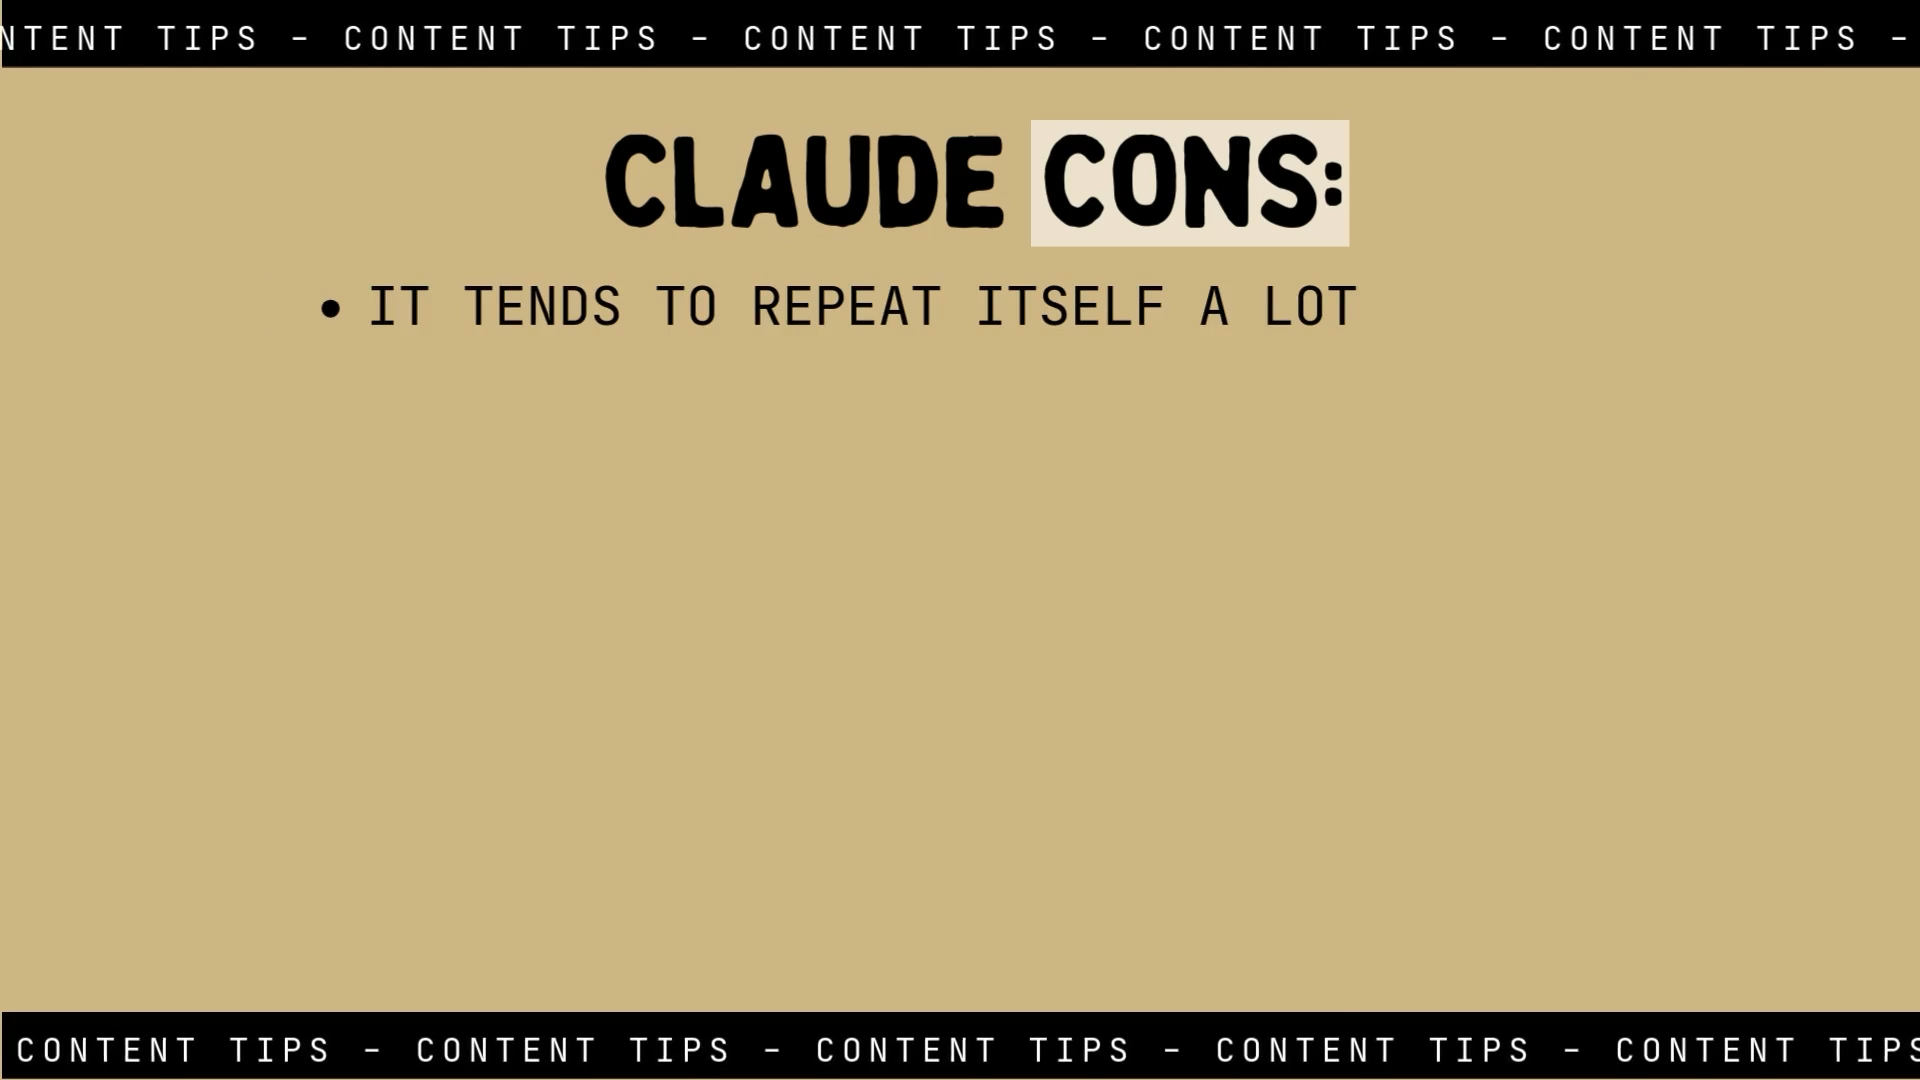 NTENT TIPS – CONTENT TIPS – CONTENT TIPS – CONTENT TIPS – CONTENT TIPS –
CLAUDE CONS:
• IT TENDS TO REPEAT ITSELF A LOT
CONTENT TIPS – CONTENT TIPS – CONTENT TIPS – CONTENT TIPS – CONTENT TIPS